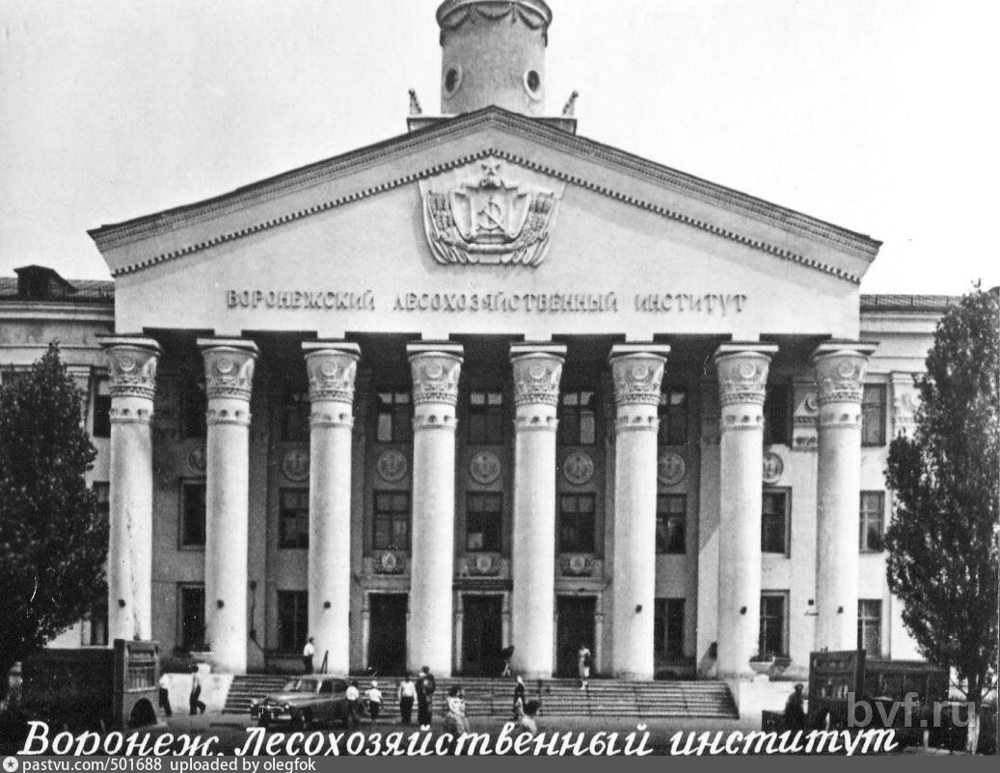 ВОРОНЕЖСКИЙ ЛЕСОХОЗЯЙСТВЕННЫЙ ИНСТИТУТ
bvf.ru
Воронеж. Лесохозяйственный институт
pastvu.com/501688 uploaded by olegfok